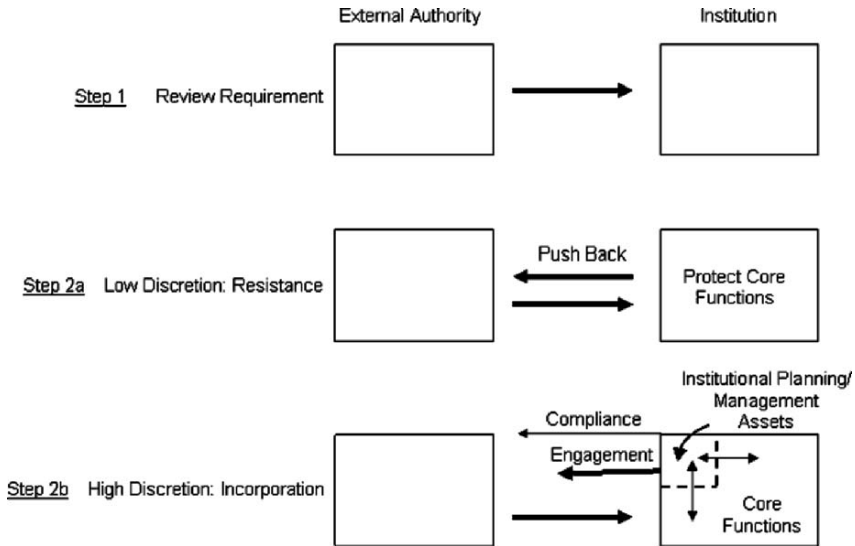 External Authority
Institution
Step 1 Review Requirement
Push Back
Step 2a Low Discretion: Resistance
Protect Core
Functions
Institutional Planning/
Management
Assets
Compliance
Engagement
Step 2b High Discretion: Incorporation
Core
Functions